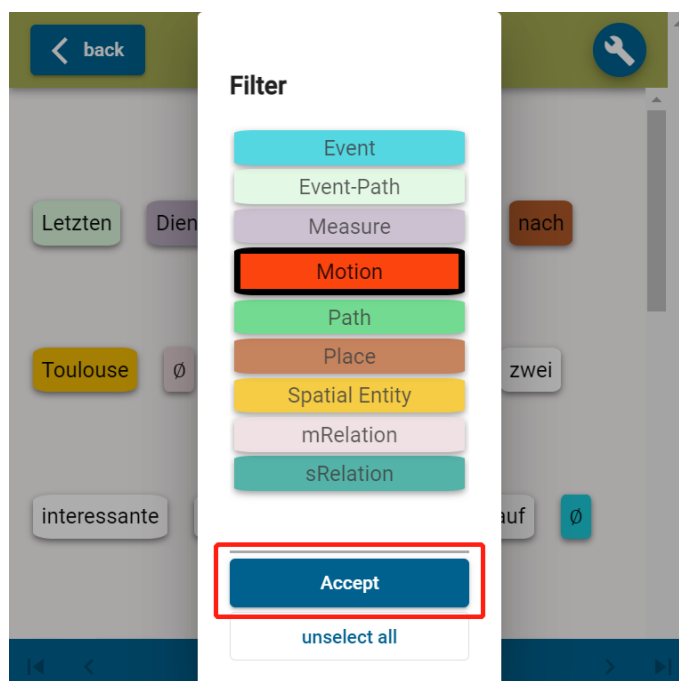 back
Filter
Event
Event-Path
Letzten Dien Measure nach
Motion
Path
Toulouse Ø Place zwei
Spatial Entity
mRelation
sRelation
interessante auf Ø
Accept
unselect all